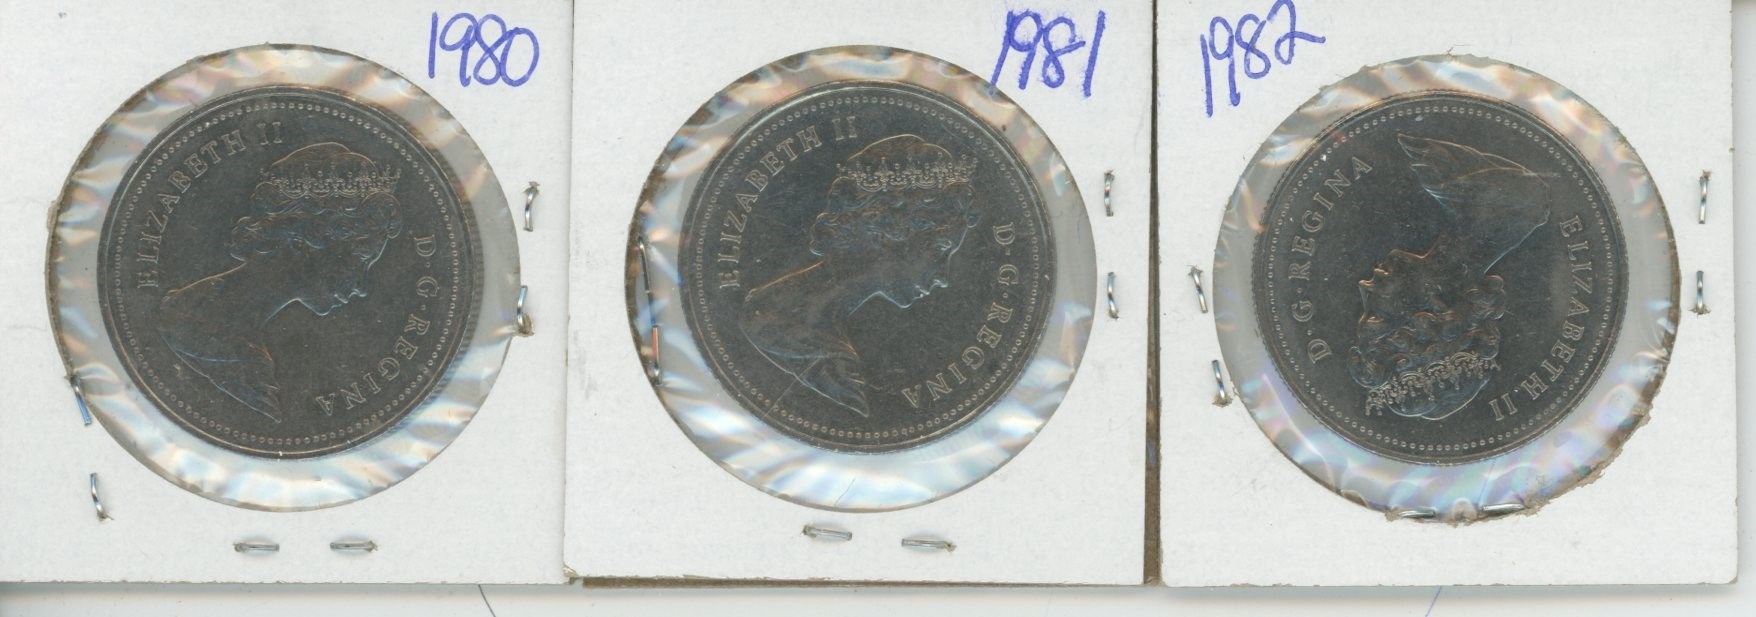 1980
ELIZABETH II
D·G·REGINA
1981
ELIZABETH II
D·G·REGINA
1982
ELIZABETH II
D·G·REGINA